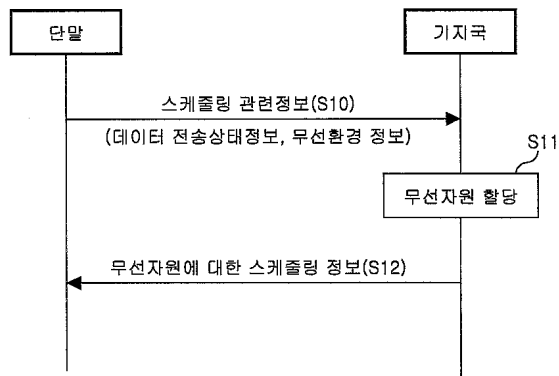 단말
기지국
스케줄링 관련정보(S10)
(데이터 전송상태정보, 무선환경 정보)
S11
무선자원 할당
무선자원에 대한 스케줄링 정보(S12)